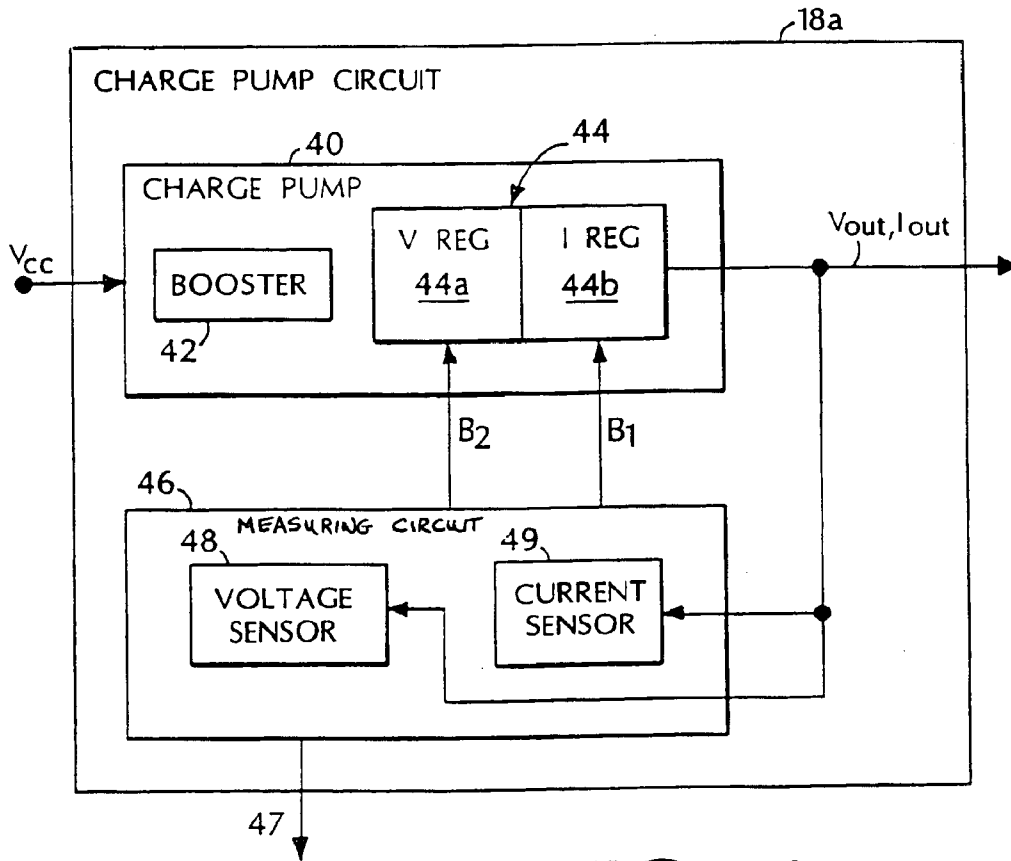 18a
CHARGE PUMP CIRCUIT
40
44
CHARGE PUMP
V REG
I REG
44a
44b
Vcc
BOOSTER
42
Vout, Iout
B2
B1
46
MEASURING CIRCUIT
48
49
VOLTAGE
SENSOR
CURRENT
SENSOR
47